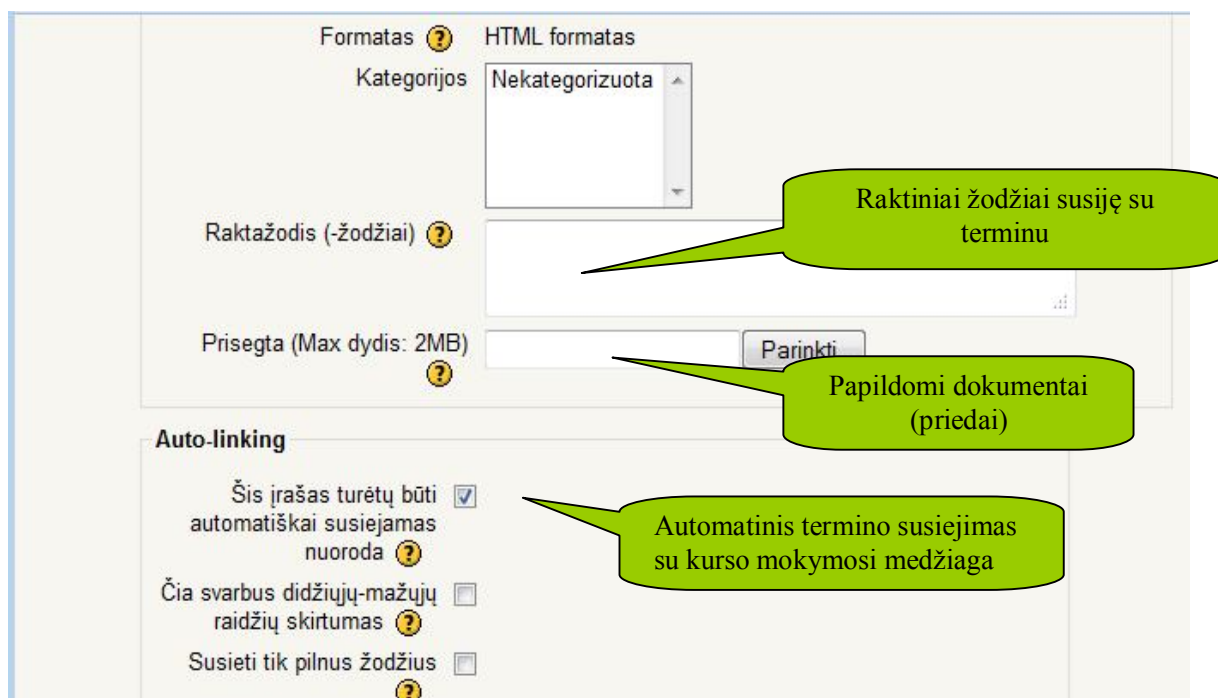 Formatas HTML formatas
Kategorijos Nekategorizuota
Raktiniai žodžiai susiję su
terminu
Raktažodis (-žodžiai)
Prisegta (Max dydis: 2MB) Parinkti...
Papildomi dokumentai
(priedai)
Auto-linking
Šis įrašas turėtų būti
automatiškai susiejamas
nuoroda
Automatinis termino susiejimas
su kurso mokymosi medžiaga
Čia svarbus didžiųjų-mažųjų
raidžių skirtumas
Susieti tik pilnus žodžius